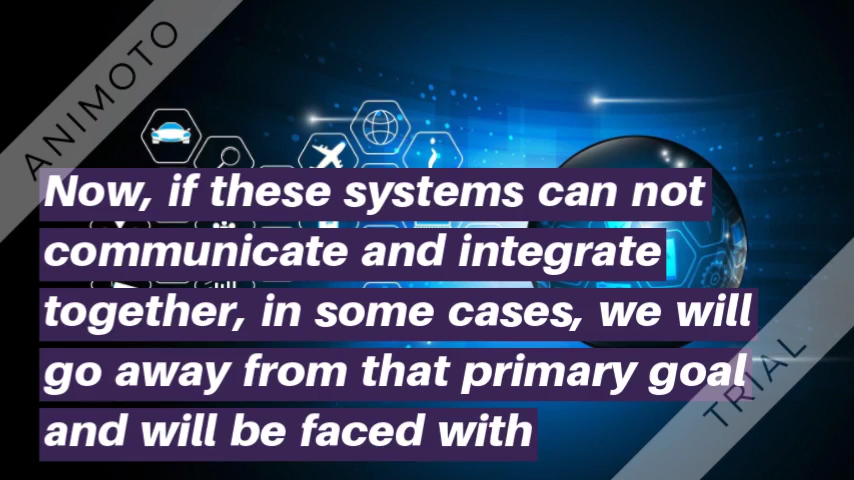 ANIMOTO
Now, if these systems can not
communicate and integrate
together, in some cases, we will
go away from that primary goal
and will be faced with
TRIAL